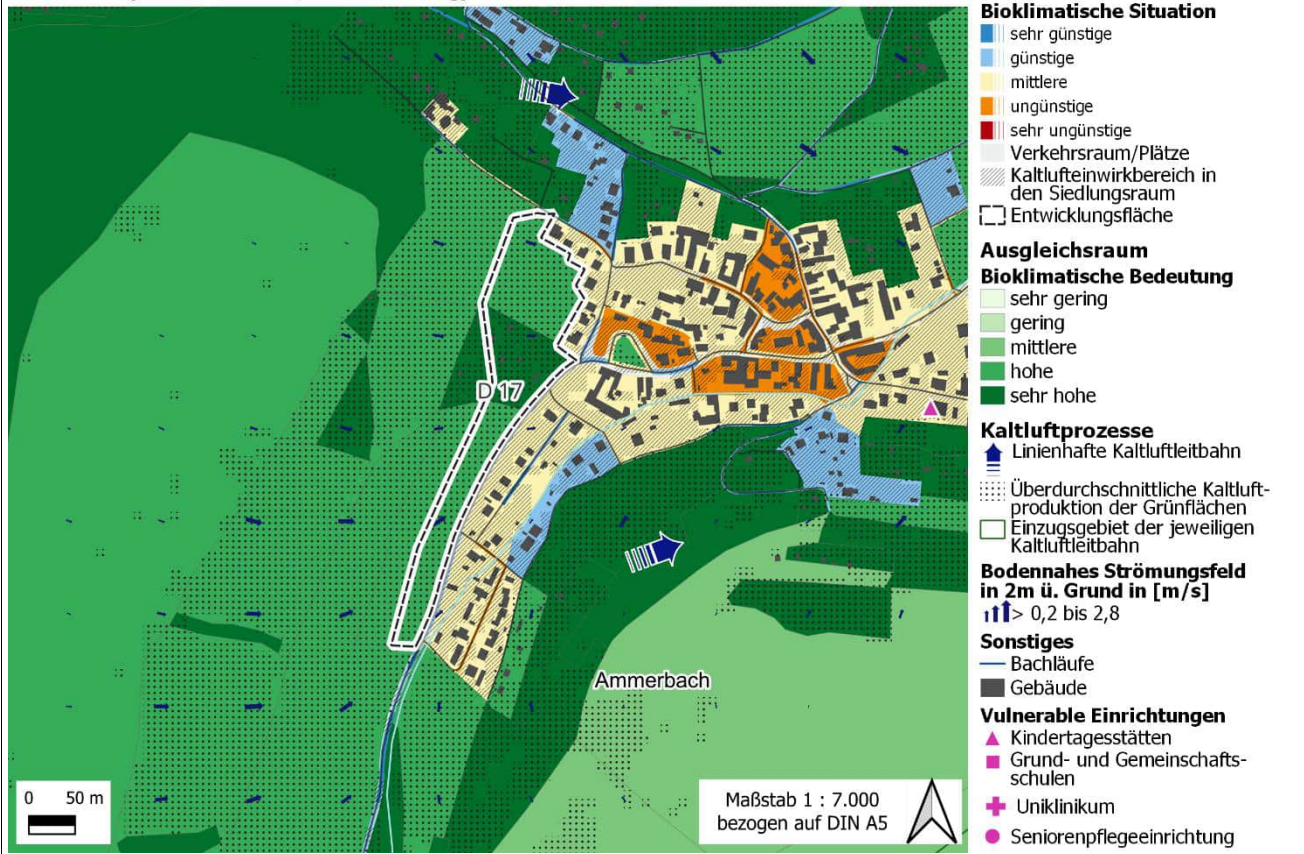 D 17
Ammerbach
0 50 m
Maßstab 1 : 7.000
bezogen auf DIN A5
Bioklimatische Situation
sehr günstige
günstige
mittlere
ungünstige
sehr ungünstige
Verkehrsraum/Plätze
Kaltlufteinwirkbereich in
den Siedlungsraum
Entwicklungsfläche
Ausgleichsraum
Bioklimatische Bedeutung
sehr gering
gering
mittlere
hohe
sehr hohe
Kaltluftprozesse
Linienhafte Kaltluftleitbahn
Überdurchschnittliche Kaltluft-
produktion der Grünflächen
Einzugsgebiet der jeweiligen
Kaltluftleitbahn
Bodennahes Strömungsfeld
in 2m ü. Grund in [m/s]
> 0,2 bis 2,8
Sonstiges
Bachläufe
Gebäude
Vulnerable Einrichtungen
Kindertagesstätten
Grund- und Gemeinschafts-
schulen
Uniklinikum
Seniorenpflegeeinrichtung